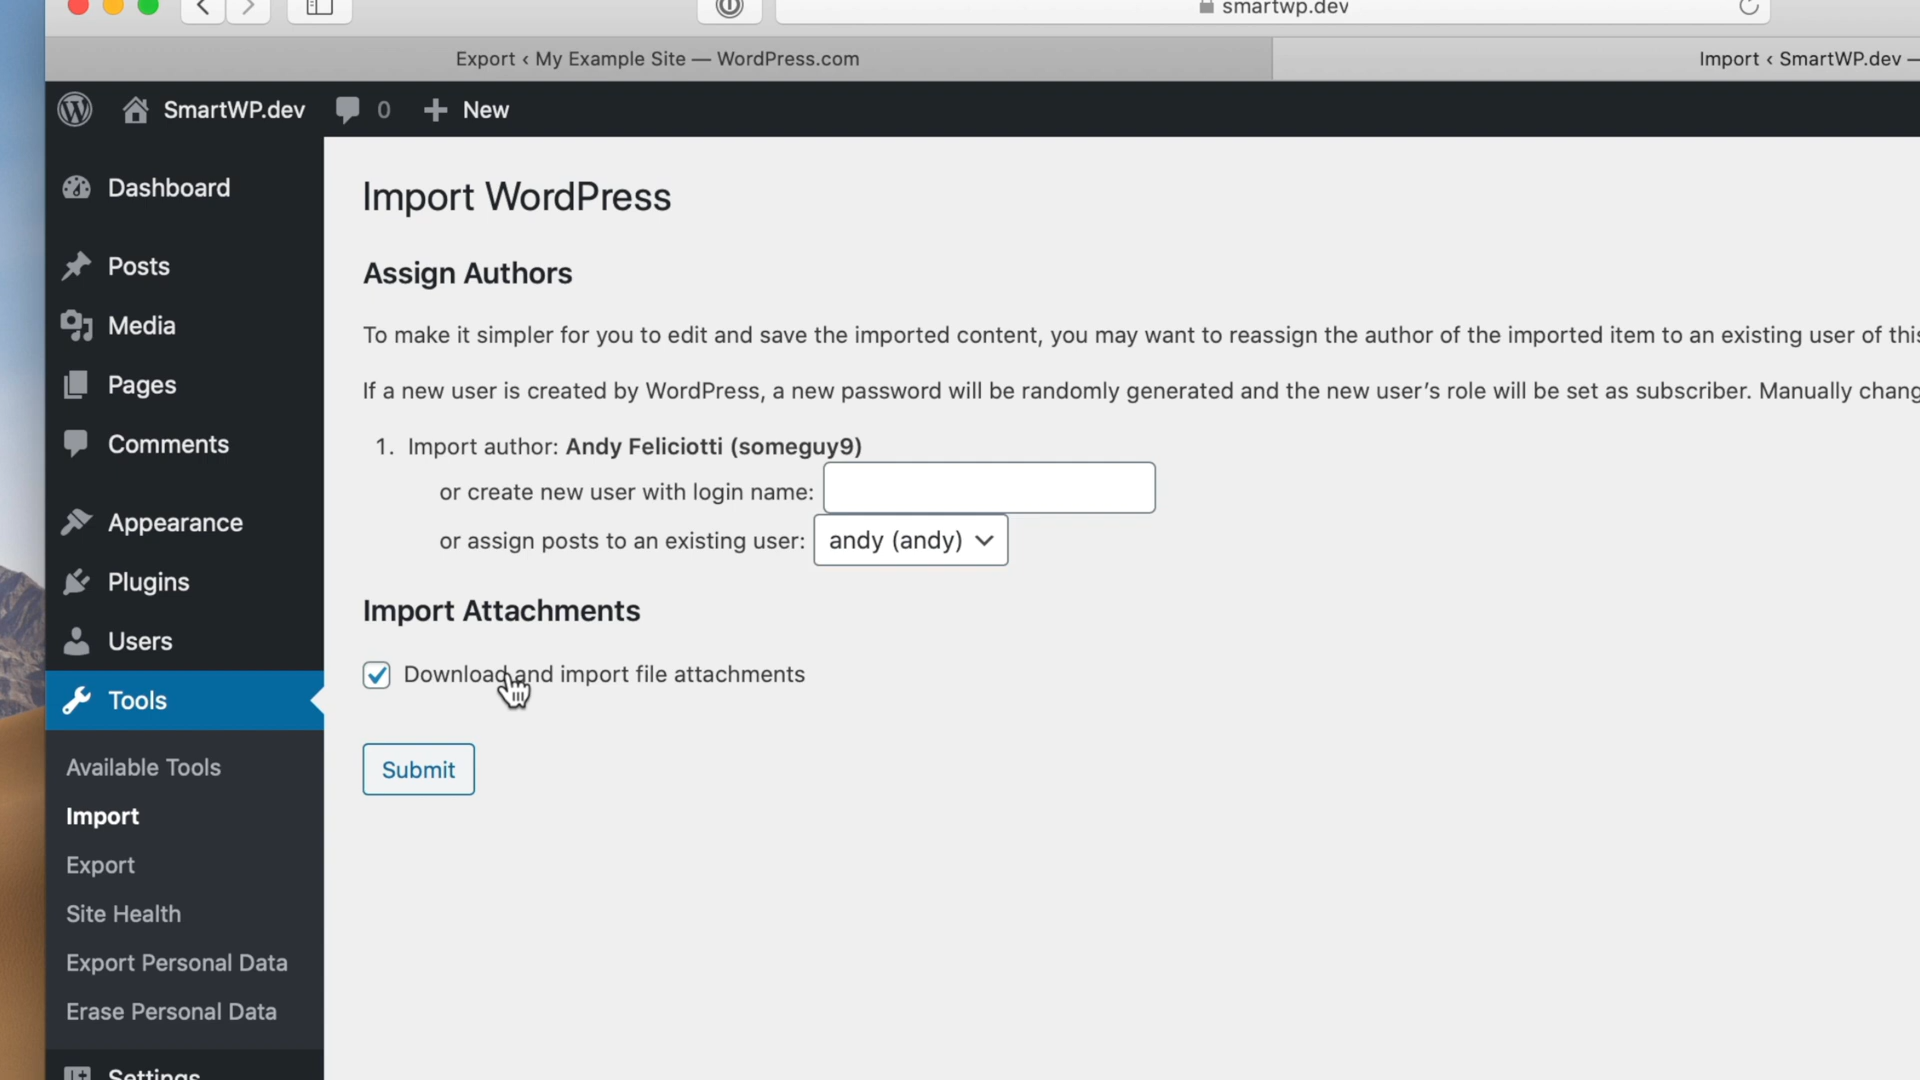 smartwp.dev
Export ‹ My Example Site — WordPress.com
Import ‹ SmartWP.dev —
SmartWP.dev 0 + New
Dashboard
Posts
Media
Pages
Comments
Appearance
Plugins
Users
Tools
Available Tools
Import
Export
Site Health
Export Personal Data
Erase Personal Data
Settings
Import WordPress
Assign Authors
To make it simpler for you to edit and save the imported content, you may want to reassign the author of the imported item to an existing user of this
If a new user is created by WordPress, a new password will be randomly generated and the new user’s role will be set as subscriber. Manually chang
1. Import author: Andy Feliciotti (someguy9)
or create new user with login name:
or assign posts to an existing user: andy (andy)
Import Attachments
Download and import file attachments
Submit